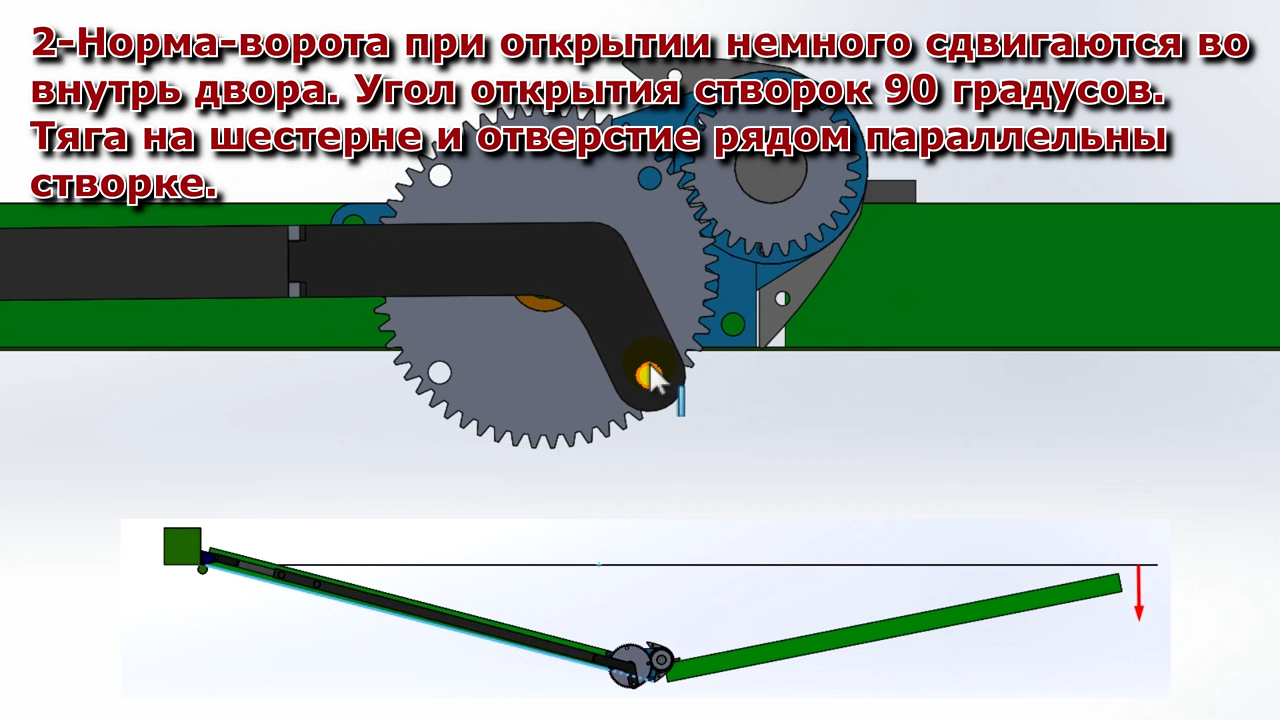 2-Норма-ворота при открытии немного сдвигаются во
внутрь двора. Угол открытия створок 90 градусов.
Тяга на шестерне и отверстие рядом параллельны
створке.